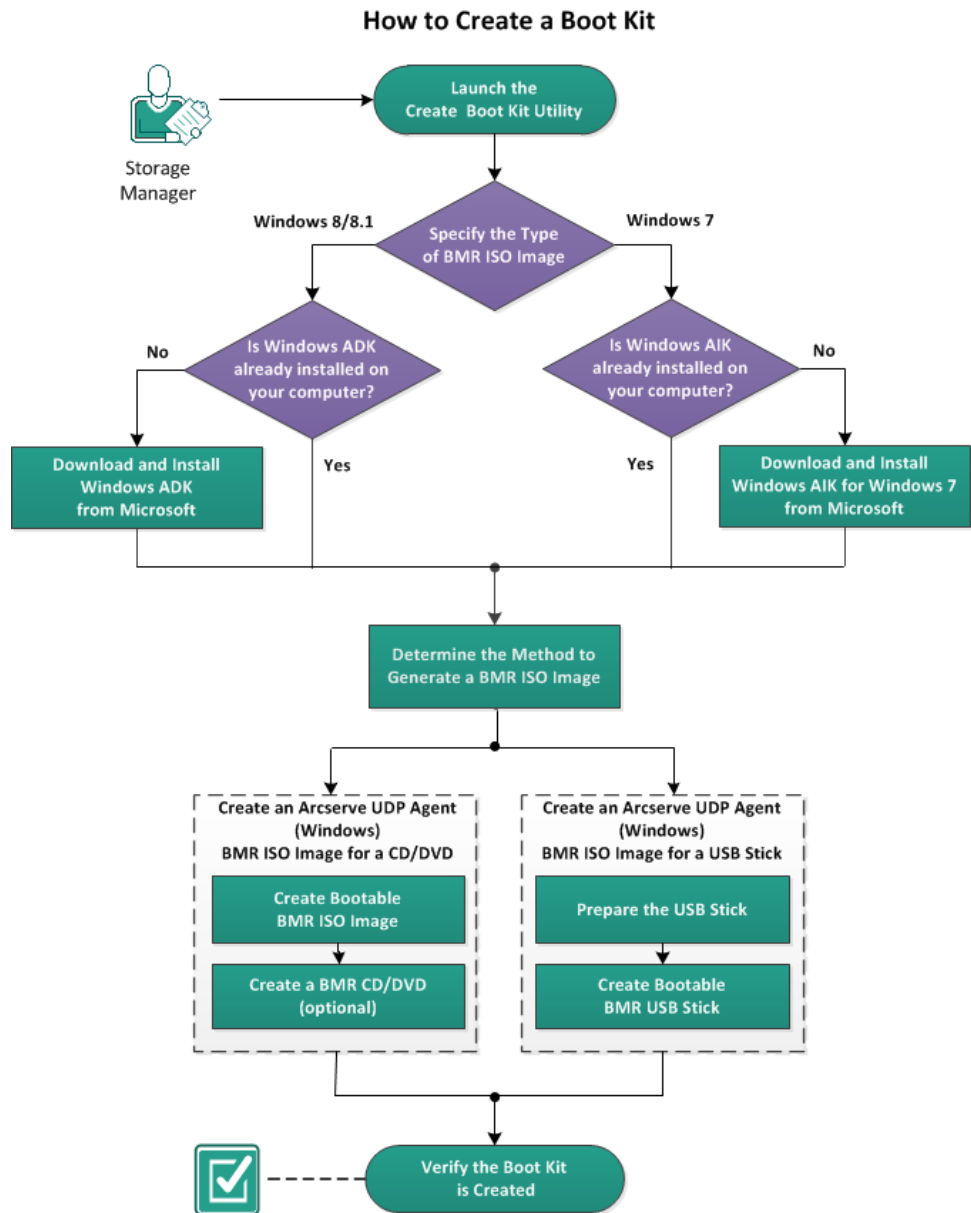 How to Create a Boot Kit
Launch the
Create Boot Kit Utility
Storage
Manager
Windows 8/8.1
Windows 7
Specify the Type
of BMR ISO Image
No
Is Windows ADK
already installed on
your computer?
Is Windows AIK
already installed on
your computer?
No
Download and Install
Windows ADK
from Microsoft
Yes
Yes
Download and Install
Windows AIK for Windows 7
from Microsoft
Determine the Method to
Generate a BMR ISO Image
Create an Arcserve UDP Agent
(Windows)
BMR ISO Image for a CD/DVD
Create Bootable
BMR ISO Image
Create a BMR CD/DVD
(optional)
Create an Arcserve UDP Agent
(Windows)
BMR ISO Image for a USB Stick
Prepare the USB Stick
Create Bootable
BMR USB Stick
Verify the Boot Kit
is Created